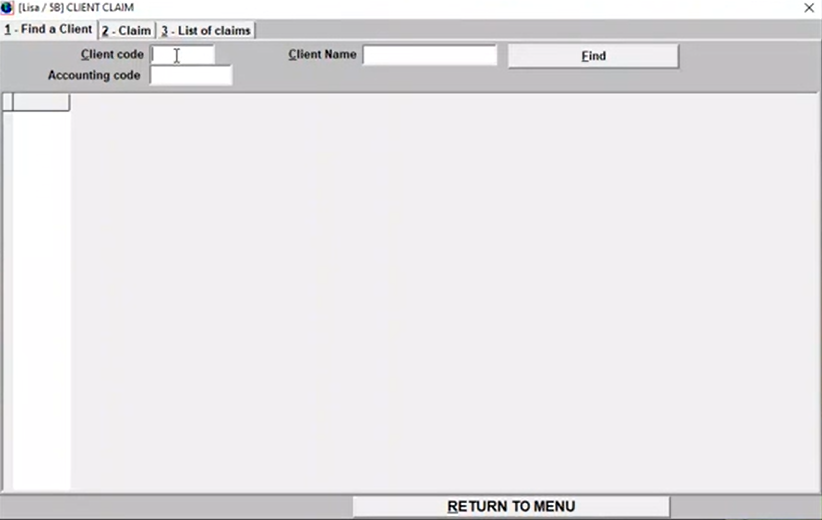 [Lisa / 5B] CLIENT CLAIM
1 - Find a Client 2 - Claim 3 - List of claims
Client code Client Name Find
Accounting code
RETURN TO MENU